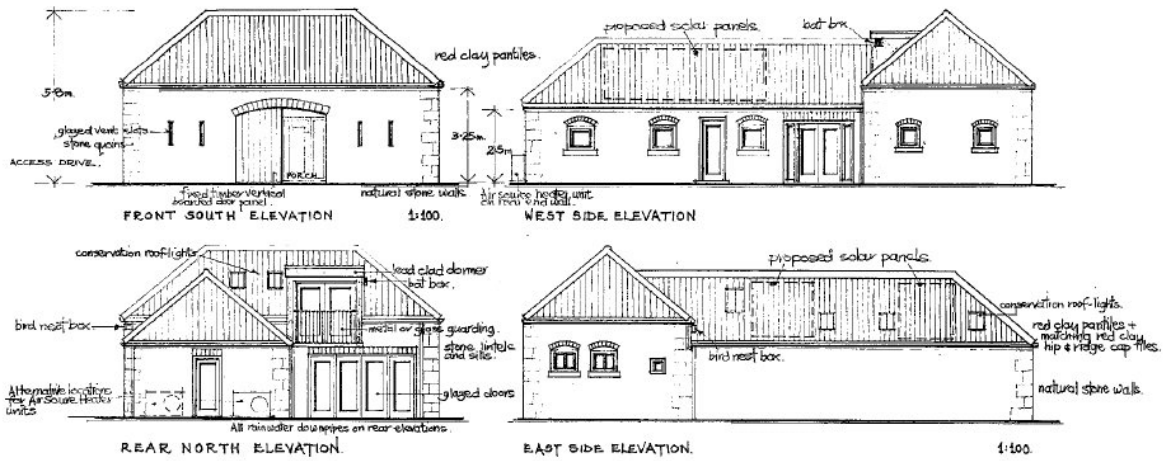 5·8m.
glazed vent slots
stone quoins
ACCESS DRIVE.
fixed timber vertical
boarded door panel.
PORCH
natural stone walls
red clay pantiles.
3·25m.
FRONT SOUTH ELEVATION 1:100.
proposed solar panels.
bat box
2·5m
Air source heater unit
on rear end wall.
WEST SIDE ELEVATION
conservation roof-lights
lead clad dormer
bat box.
bird nest box
metal or glass guarding.
stone lintels
and sills.
glazed doors
Alternative locations
for Air Source Heater
units
All rainwater downpipes on rear elevations.
REAR NORTH ELEVATION.
proposed solar panels.
conservation roof-lights.
red clay pantiles +
matching red clay
hip & ridge cap tiles.
bird nest box.
natural stone walls.
EAST SIDE ELEVATION. 1:100.